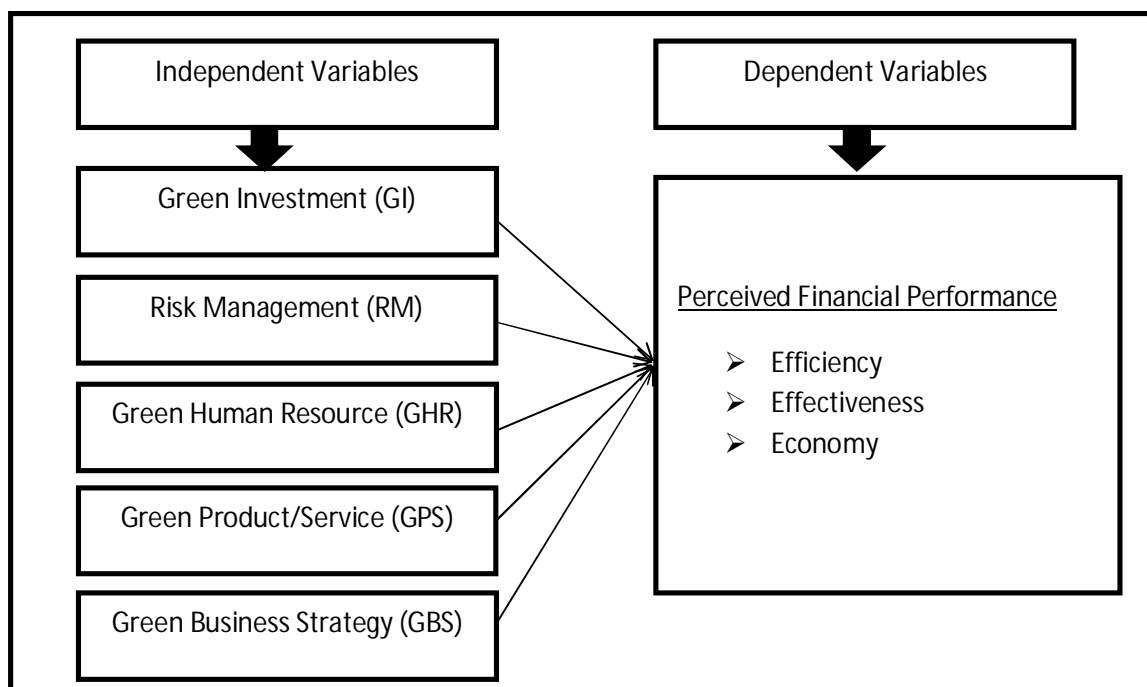 Independent Variables
Green Investment (GI)
Risk Management (RM)
Green Human Resource (GHR)
Green Product/Service (GPS)
Green Business Strategy (GBS)
Dependent Variables
Perceived Financial Performance
➢ Efficiency
➢ Effectiveness
➢ Economy